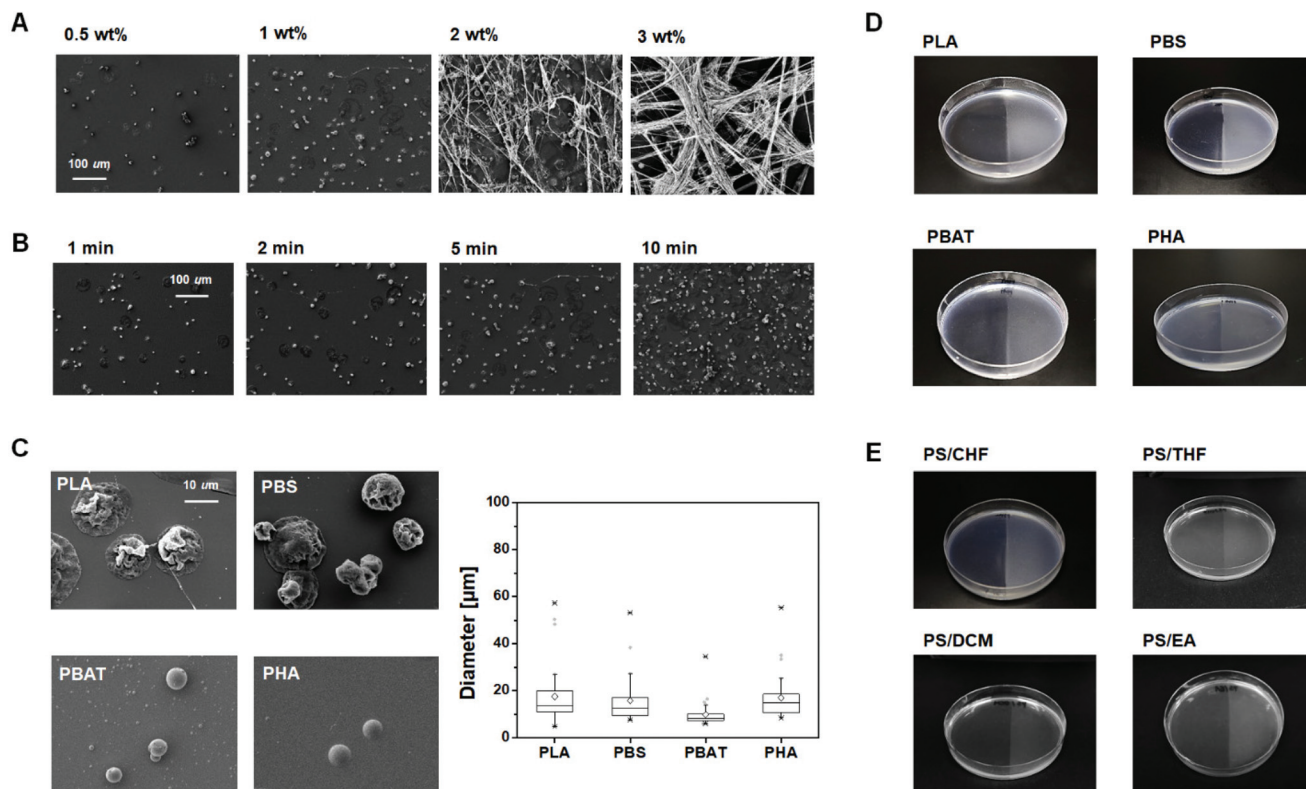 A
0.5 wt%
1 wt%
2 wt%
3 wt%
100 um
B
1 min
2 min
5 min
10 min
100 um
C
PLA
10 um
PBS
PBAT
PHA
Diameter [µm]
100
80
60
40
20
0
PLA
PBS
PBAT
PHA
D
PLA
PBS
PBAT
PHA
E
PS/CHF
PS/THF
PS/DCM
PS/EA